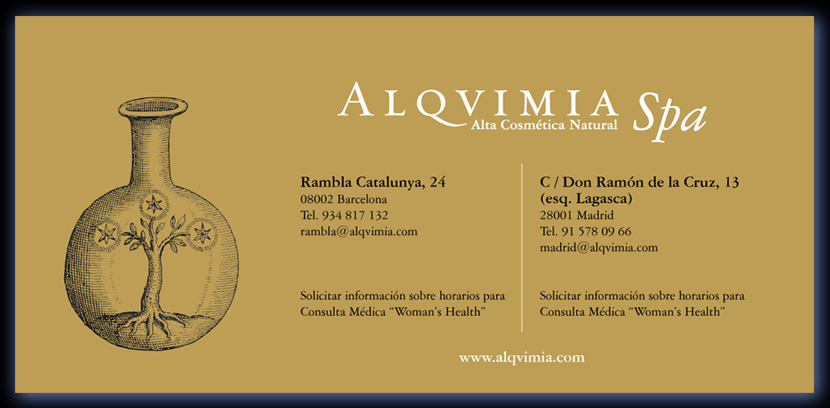 ALQVIMIA Spa
Alta Cosmética Natural
Rambla Catalunya, 24
08002 Barcelona
Tel. 934 817 132
rambla@alqvimia.com
Solicitar información sobre horarios para
Consulta Médica “Woman's Health”
C / Don Ramón de la Cruz, 13
(esq. Lagasca)
28001 Madrid
Tel. 91 578 09 66
madrid@alqvimia.com
Solicitar información sobre horarios para
Consulta Médica “Woman's Health”
www.alqvimia.com